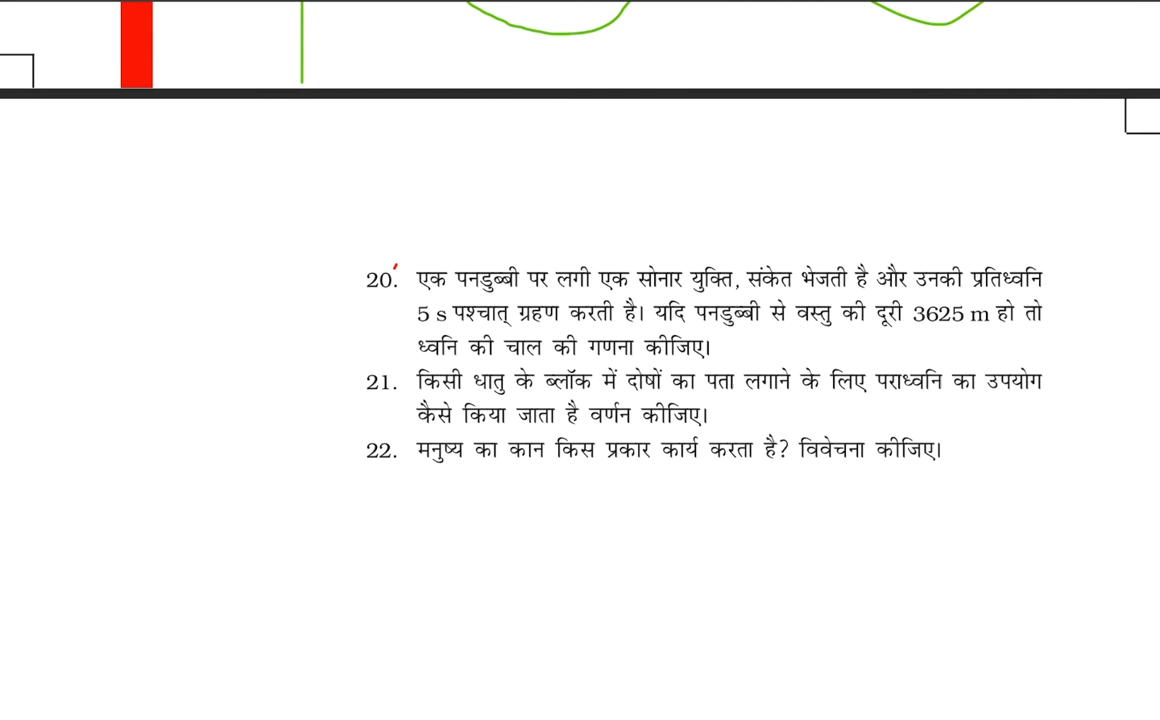 20. एक पनडुब्बी पर लगी एक सोनार युक्ति, संकेत भेजती है और उनकी प्रतिध्वनि
5 s पश्चात् ग्रहण करती है। यदि पनडुब्बी से वस्तु की दूरी 3625 m हो तो
ध्वनि की चाल की गणना कीजिए।
21. किसी धातु के ब्लॉक में दोषों का पता लगाने के लिए पराध्वनि का उपयोग
कैसे किया जाता है वर्णन कीजिए।
22. मनुष्य का कान किस प्रकार कार्य करता है? विवेचना कीजिए।